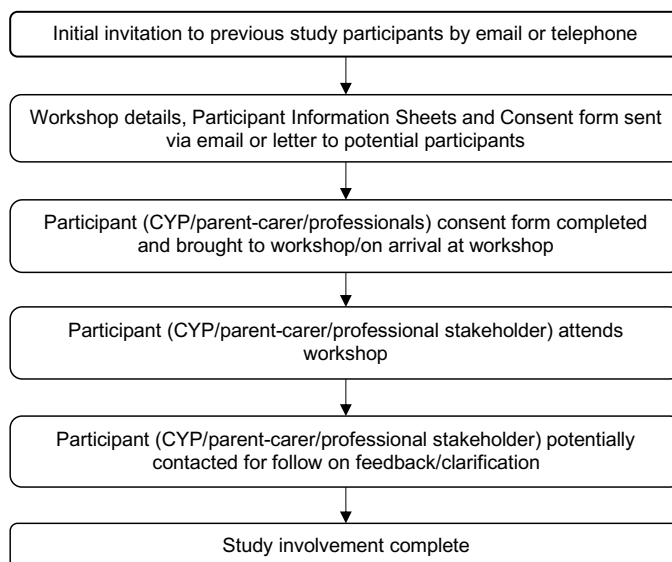 Initial invitation to previous study participants by email or telephone
Workshop details, Participant Information Sheets and Consent form sent
via email or letter to potential participants
Participant (CYP/parent-carer/professionals) consent form completed
and brought to workshop/on arrival at workshop
Participant (CYP/parent-carer/professional stakeholder) attends
workshop
Participant (CYP/parent-carer/professional stakeholder) potentially
contacted for follow on feedback/clarification
Study involvement complete